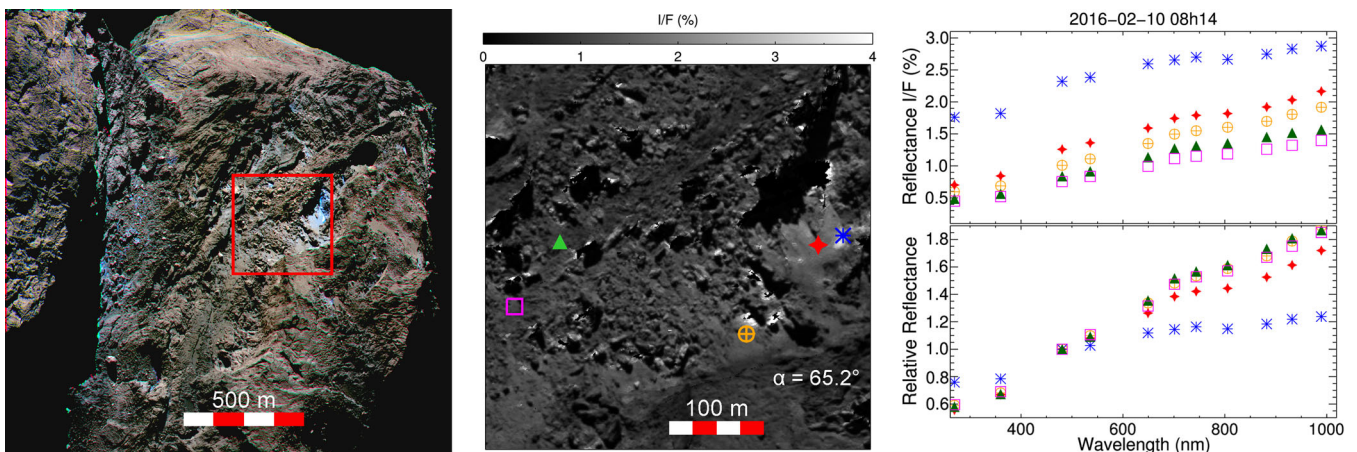 500 m
I/F (%)
0 1 2 3 4
α = 65.2°
100 m
2016−02−10 08h14
Reflectance I/F (%)
3.0
2.5
2.0
1.5
1.0
0.5
Relative Reflectance
1.8
1.6
1.4
1.2
1.0
0.8
0.6
400 600 800 1000
Wavelength (nm)